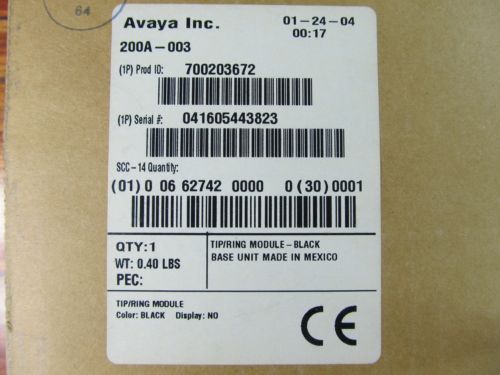 64
Avaya Inc.
01-24-04
00:17
200A-003
(1P) Prod ID: 700203672
(1P) Serial #: 041605443823
SCC-14 Quantity:
(01) 0 06 62742 0000 0 (30) 0001
QTY:1
WT: 0.40 LBS
PEC:
TIP/RING MODULE-BLACK
BASE UNIT MADE IN MEXICO
TIP/RING MODULE
Color: BLACK Display: NO
CE